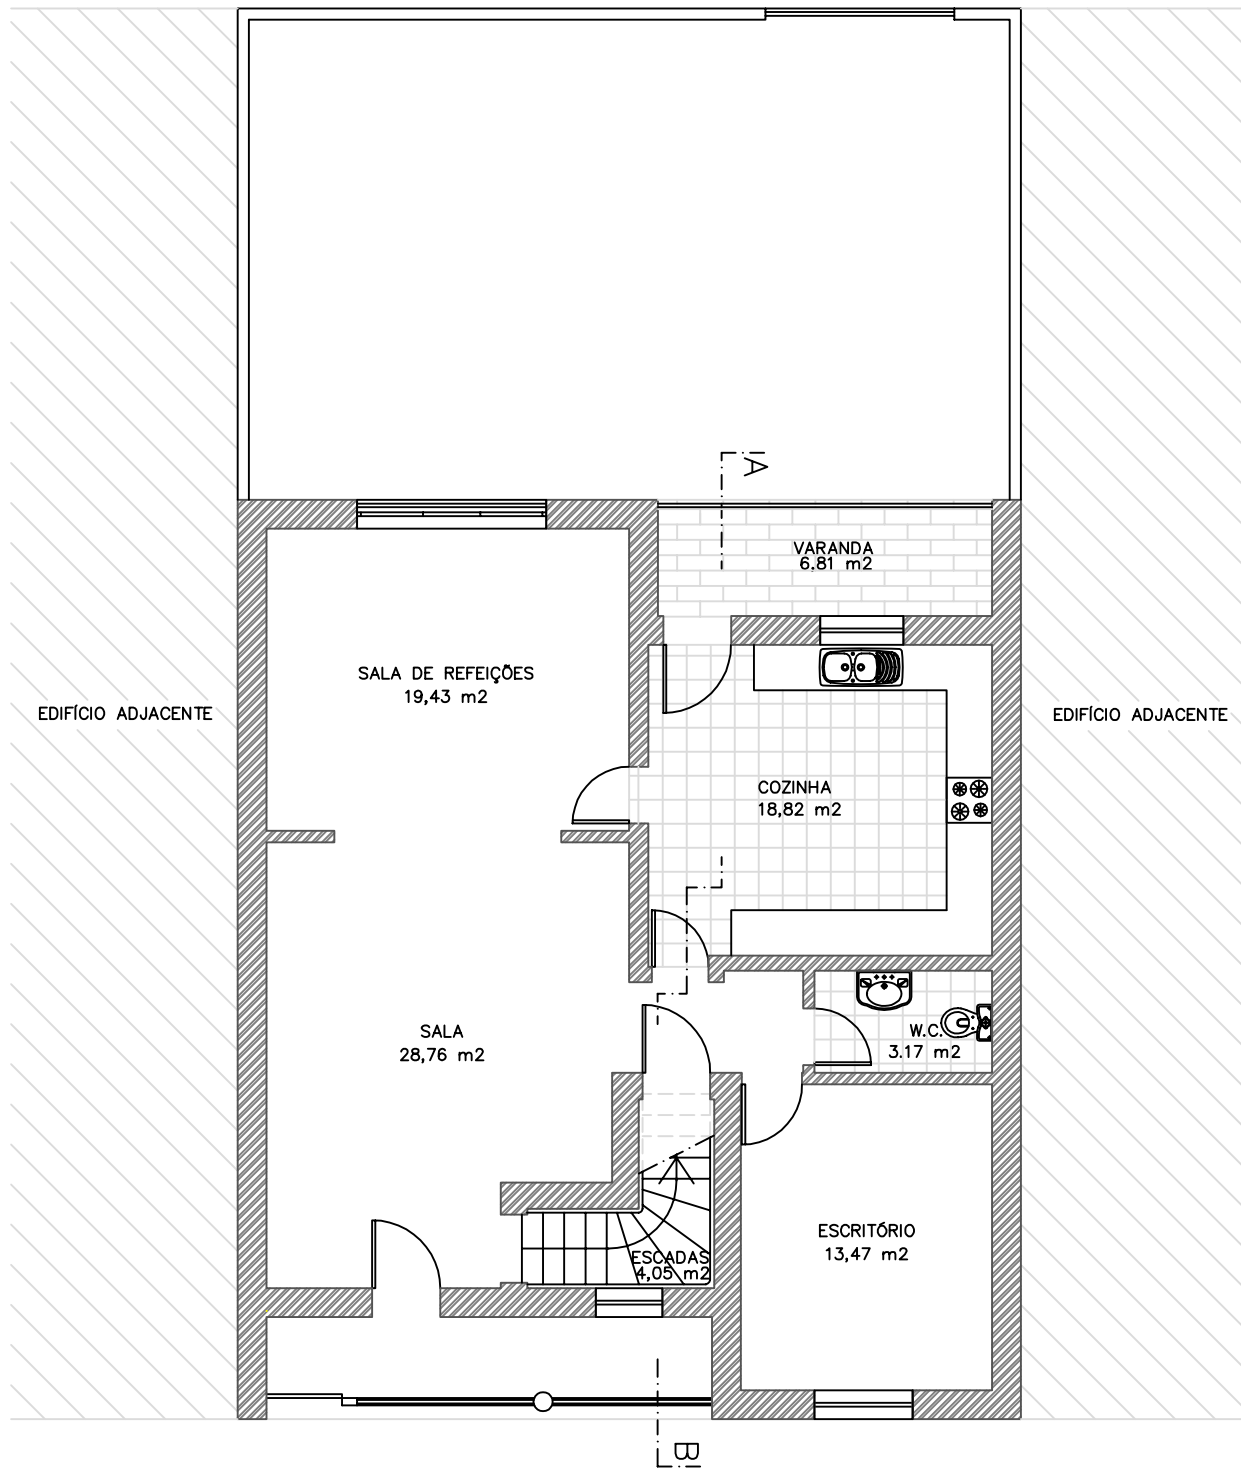 A
VARANDA
6.81 m2
SALA DE REFEIÇÕES
19,43 m2
EDIFÍCIO ADJACENTE
EDIFÍCIO ADJACENTE
COZINHA
18,82 m2
SALA
28,76 m2
W.C.
3.17 m2
ESCRITÓRIO
13,47 m2
ESCADAS
4,05 m2
B